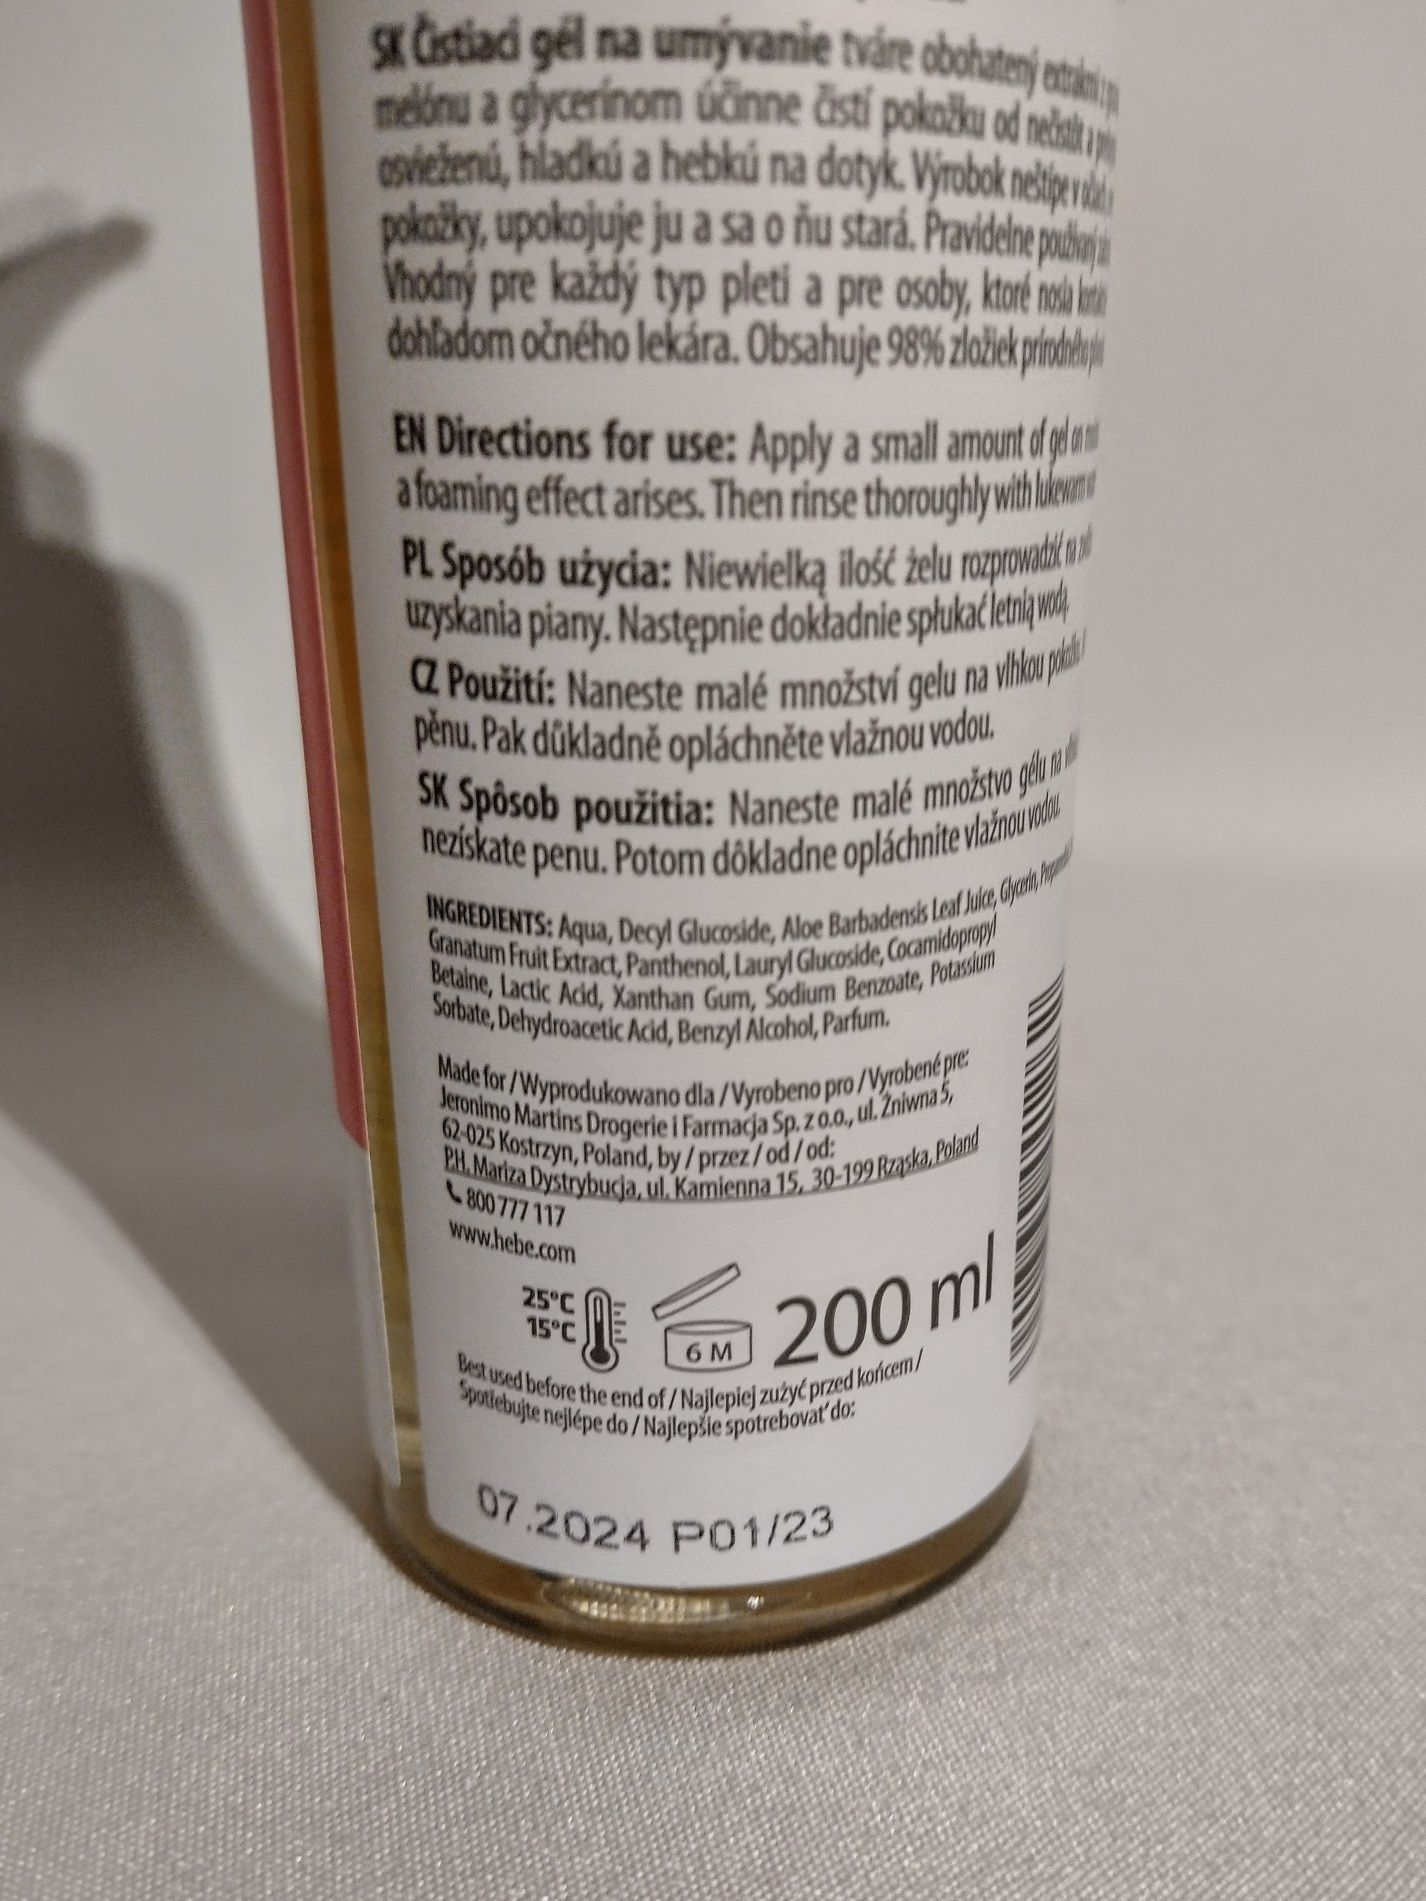 SK Čistiaci gél na umývanie tváre obohatený extraktmi z
melónu a glycerínom účinne čistí pokožku od nečistôt a
osvieženú, hladkú a hebkú na dotyk. Výrobok neštípe v očiach
pokožky, upokojuje ju a sa o ňu stará. Pravidelne používaný
Vhodný pre každý typ pleti a pre osoby, ktoré nosia
dohľadom očného lekára. Obsahuje 98% zložiek prírodného
EN Directions for use: Apply a small amount of gel on
a foaming effect arises. Then rinse thoroughly with lukewarm
PL Sposób użycia: Niewielką ilość żelu rozprowadzić na
uzyskania piany. Następnie dokładnie spłukać letnią wodą.
CZ Použití: Naneste malé množství gelu na vlhkou pokožku
pěnu. Pak důkladně opláchněte vlažnou vodou.
SK Spôsob použitia: Naneste malé množstvo gélu na
nezískate penu. Potom dôkladne opláchnite vlažnou vodou.
INGREDIENTS: Aqua, Decyl Glucoside, Aloe Barbadensis Leaf Juice, Glycerin,
Granatum Fruit Extract, Panthenol, Lauryl Glucoside, Cocamidopropyl
Betaine, Lactic Acid, Xanthan Gum, Sodium Benzoate, Potassium
Sorbate, Dehydroacetic Acid, Benzyl Alcohol, Parfum.
Made for / Wyprodukowano dla / Vyrobeno pro / Vyrobené pre:
Jeronimo Martins Drogerie i Farmacja Sp. z o.o., ul. Żniwna 5,
62-025 Kostrzyn, Poland, by / przez / od / od:
P.H. Mariza Dystrybucja, ul. Kamienna 15, 30-199 Rząska, Poland
800 777 117
www.hebe.com
25°C
15°C
6 M
200 ml
Best used before the end of / Najlepiej zużyć przed końcem /
Spotřebujte nejlépe do / Najlepšie spotrebovať do:
07.2024 P01/23